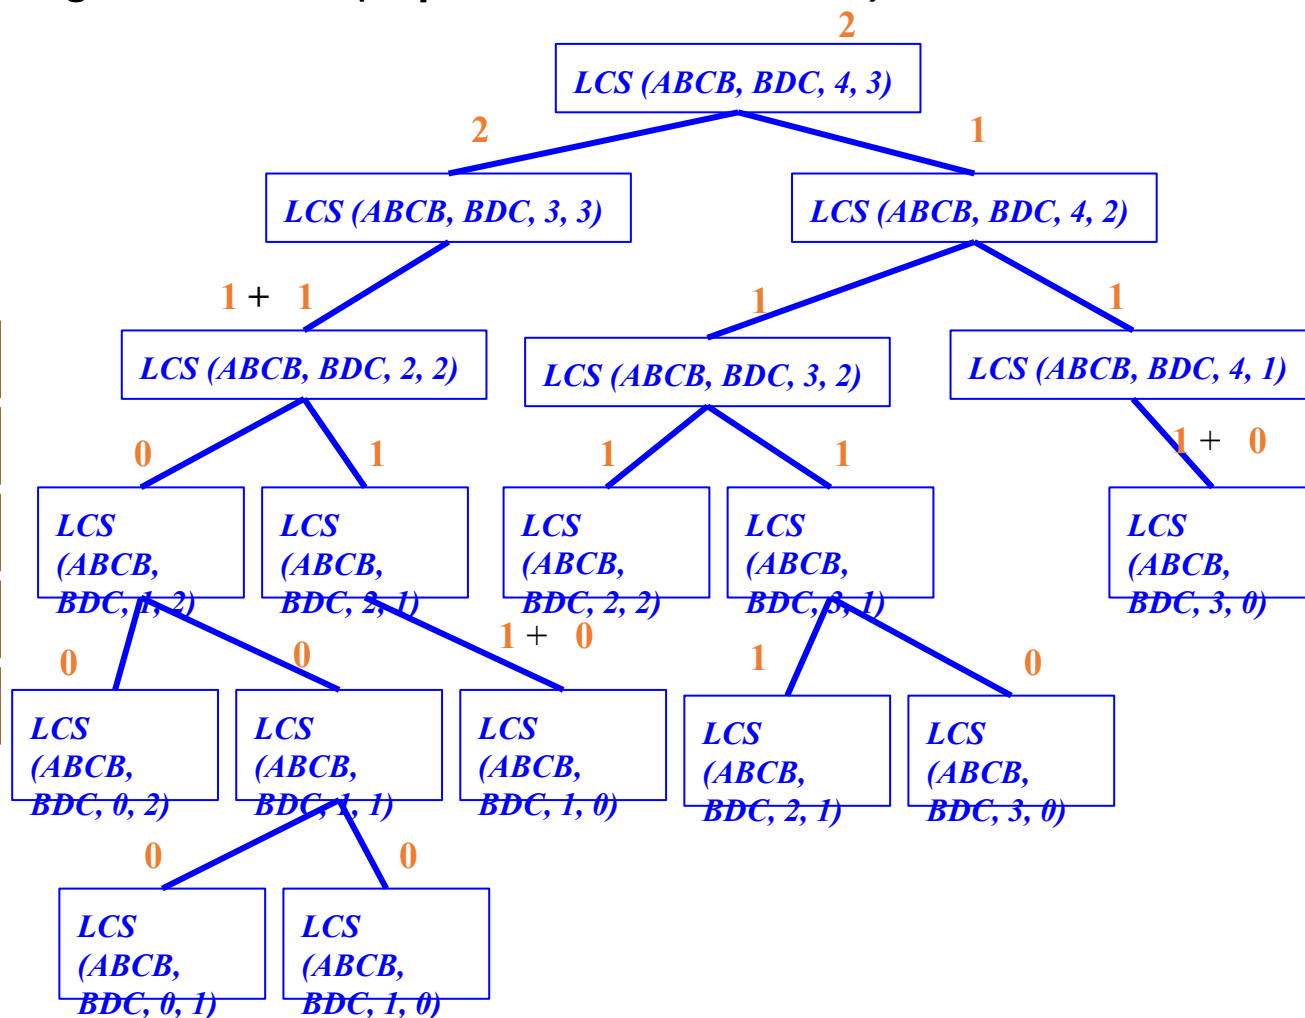 2
LCS (ABCB, BDC, 4, 3)
2
1
LCS (ABCB, BDC, 3, 3)
LCS (ABCB, BDC, 4, 2)
1 + 1
1
1
LCS (ABCB, BDC, 2, 2)
LCS (ABCB, BDC, 3, 2)
LCS (ABCB, BDC, 4, 1)
0
1
1
1
1 + 0
LCS
(ABCB,
BDC, 1, 2)
LCS
(ABCB,
BDC, 2, 1)
LCS
(ABCB,
BDC, 2, 2)
LCS
(ABCB,
BDC, 3, 1)
LCS
(ABCB,
BDC, 3, 0)
0
0
1 + 0
1
0
LCS
(ABCB,
BDC, 0, 2)
LCS
(ABCB,
BDC, 1, 1)
LCS
(ABCB,
BDC, 1, 0)
LCS
(ABCB,
BDC, 2, 1)
LCS
(ABCB,
BDC, 3, 0)
0
0
LCS
(ABCB,
BDC, 0, 1)
LCS
(ABCB,
BDC, 1, 0)